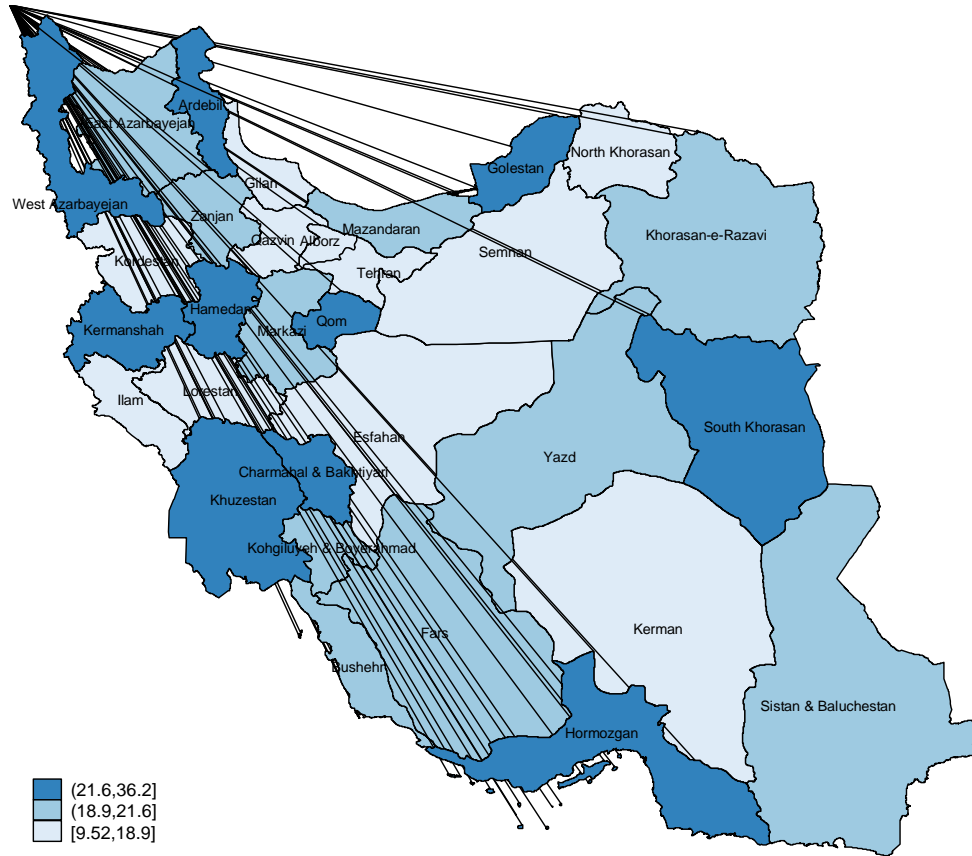 Ardebil
East Azarbayejan
North Khorasan
Golestan
Gilan
West Azarbayejan
Zanjan
Mazandaran
Khorasan-e-Razavi
Qazvin
Alborz
Semnan
Kordestan
Tehran
Hamedan
Qom
Kermanshah
Markazi
Lorestan
Ilam
South Khorasan
Esfahan
Yazd
Charmahal & Bakhtiyari
Khuzestan
Kohgiluyeh & Boyerahmad
Kerman
Fars
Bushehr
Sistan & Baluchestan
Hormozgan
(21.6,36.2]
(18.9,21.6]
[9.52,18.9]